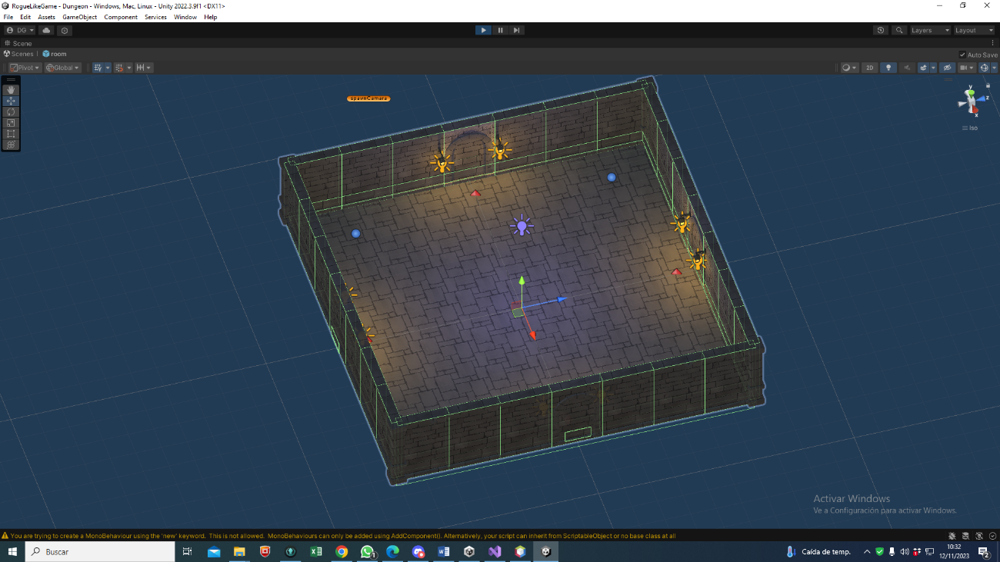 RogueLikeGame - Dungeon - Windows, Mac, Linux - Unity 2022.3.9f1 <DX11>
File Edit Assets GameObject Component Services Window Help
DG Layers Layout
Scene
Scenes room Auto Save
Pivot Global 2D
spawnCamara
y
z
x
Iso
Activar Windows
Ve a Configuración para activar Windows.
You are trying to create a MonoBehaviour using the 'new' keyword. This is not allowed. MonoBehaviours can only be added using AddComponent(). Alternatively, your script can inherit from ScriptableObject or no base class at all
Buscar 1 Caída de temp. 10:32
12/11/2023 2